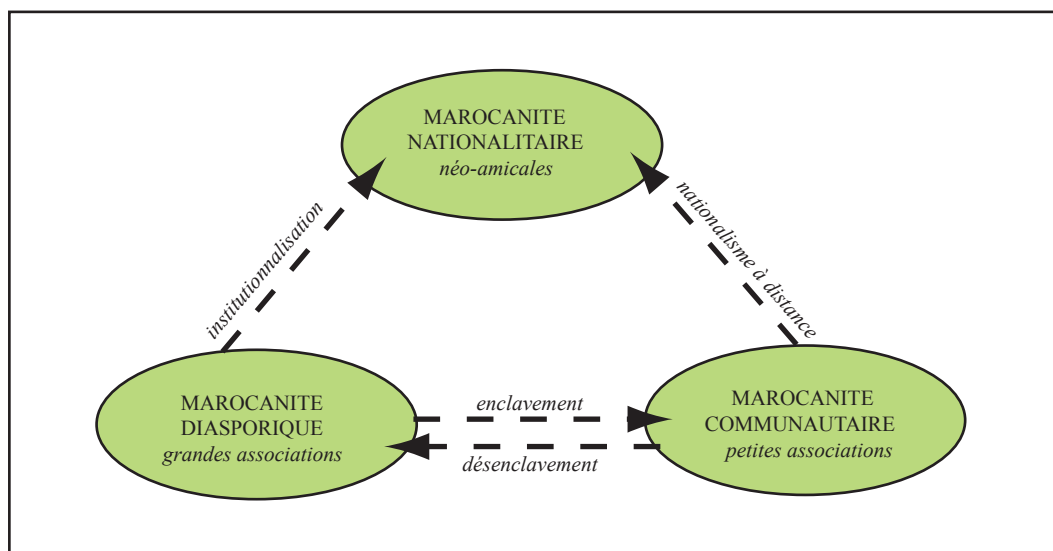 MAROCANITE
NATIONALITAIRE
néo-amicales
institutionnalisation
nationalisme à distance
MAROCANITE
DIASPORIQUE
grandes associations
enclavement
désenclavement
MAROCANITE
COMMUNAUTAIRE
petites associations